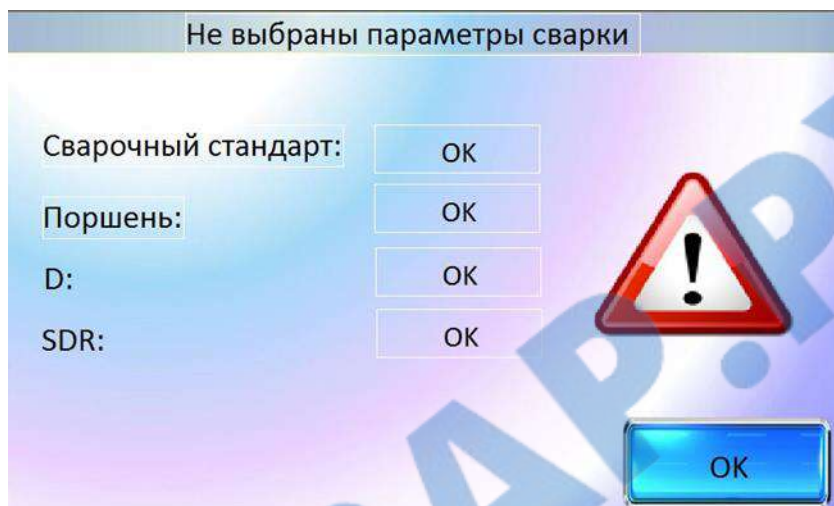 Не выбраны параметры сварки
Сварочный стандарт: OK
Поршень: OK
D: OK
SDR: OK
OK